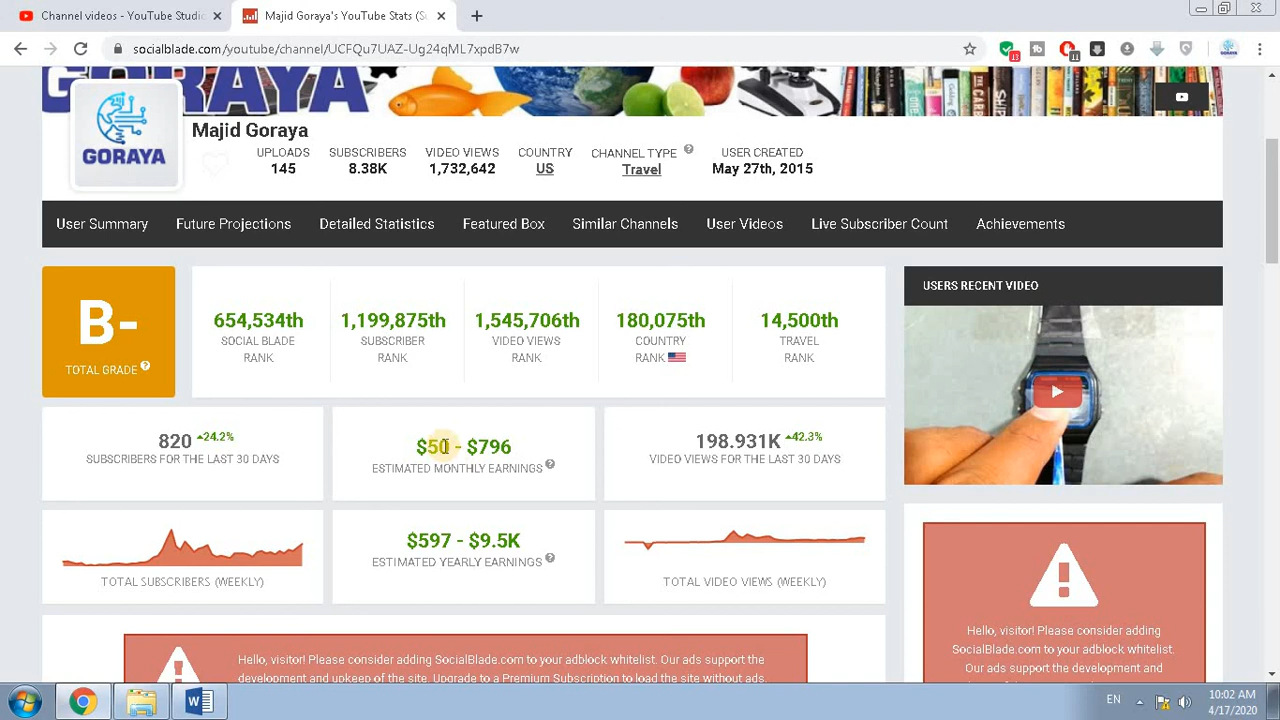 Channel videos - YouTube Studi
Majid Goraya's YouTube Stats (Su
socialblade.com/youtube/channel/UCFQu7UAZ-Ug24qML7xpdB7w
13
11
GORAYA
GORAYA
Majid Goraya
UPLOADS
145
SUBSCRIBERS
8.38K
VIDEO VIEWS
1,732,642
COUNTRY
US
CHANNEL TYPE
Travel
USER CREATED
May 27th, 2015
User Summary
Future Projections
Detailed Statistics
Featured Box
Similar Channels
User Videos
Live Subscriber Count
Achievements
B-
TOTAL GRADE
654,534th
SOCIAL BLADE
RANK
1,199,875th
SUBSCRIBER
RANK
1,545,706th
VIDEO VIEWS
RANK
180,075th
COUNTRY
RANK
14,500th
TRAVEL
RANK
USERS RECENT VIDEO
820 24.2%
SUBSCRIBERS FOR THE LAST 30 DAYS
$50 - $796
ESTIMATED MONTHLY EARNINGS
198.931K 42.3%
VIDEO VIEWS FOR THE LAST 30 DAYS
TOTAL SUBSCRIBERS (WEEKLY)
$597 - $9.5K
ESTIMATED YEARLY EARNINGS
TOTAL VIDEO VIEWS (WEEKLY)
Hello, visitor! Please consider adding SocialBlade.com to your adblock whitelist. Our ads support the
development and upkeep of the site. Upgrade to a Premium Subscription to load the site without ads.
Hello, visitor! Please consider adding
SocialBlade.com to your adblock whitelist.
Our ads support the development and
EN
10:02 AM
4/17/2020